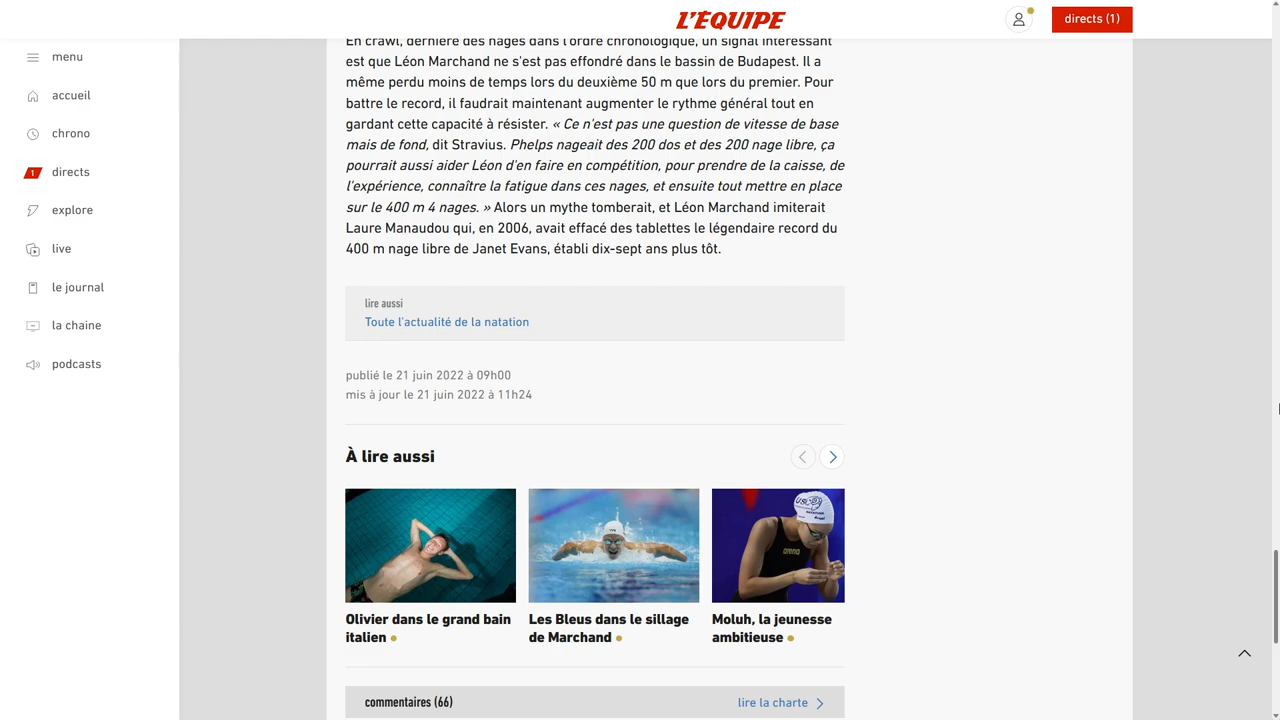 L'ÉQUIPE
directs (1)
menu
accueil
chrono
1
directs
explore
live
le journal
la chaine
podcasts
En crawl, dernière des nages dans l'ordre chronologique, un signal intéressant
est que Léon Marchand ne s'est pas effondré dans le bassin de Budapest. Il a
même perdu moins de temps lors du deuxième 50 m que lors du premier. Pour
battre le record, il faudrait maintenant augmenter le rythme général tout en
gardant cette capacité à résister. « Ce n'est pas une question de vitesse de base
mais de fond, dit Stravius. Phelps nageait des 200 dos et des 200 nage libre, ça
pourrait aussi aider Léon d'en faire en compétition, pour prendre de la caisse, de
l'expérience, connaître la fatigue dans ces nages, et ensuite tout mettre en place
sur le 400 m 4 nages. » Alors un mythe tomberait, et Léon Marchand imiterait
Laure Manaudou qui, en 2006, avait effacé des tablettes le légendaire record du
400 m nage libre de Janet Evans, établi dix-sept ans plus tôt.
lire aussi
Toute l'actualité de la natation
publié le 21 juin 2022 à 09h00
mis à jour le 21 juin 2022 à 11h24
À lire aussi
Olivier dans le grand bain
italien
Les Bleus dans le sillage
de Marchand
Moluh, la jeunesse
ambitieuse
commentaires (66)
lire la charte